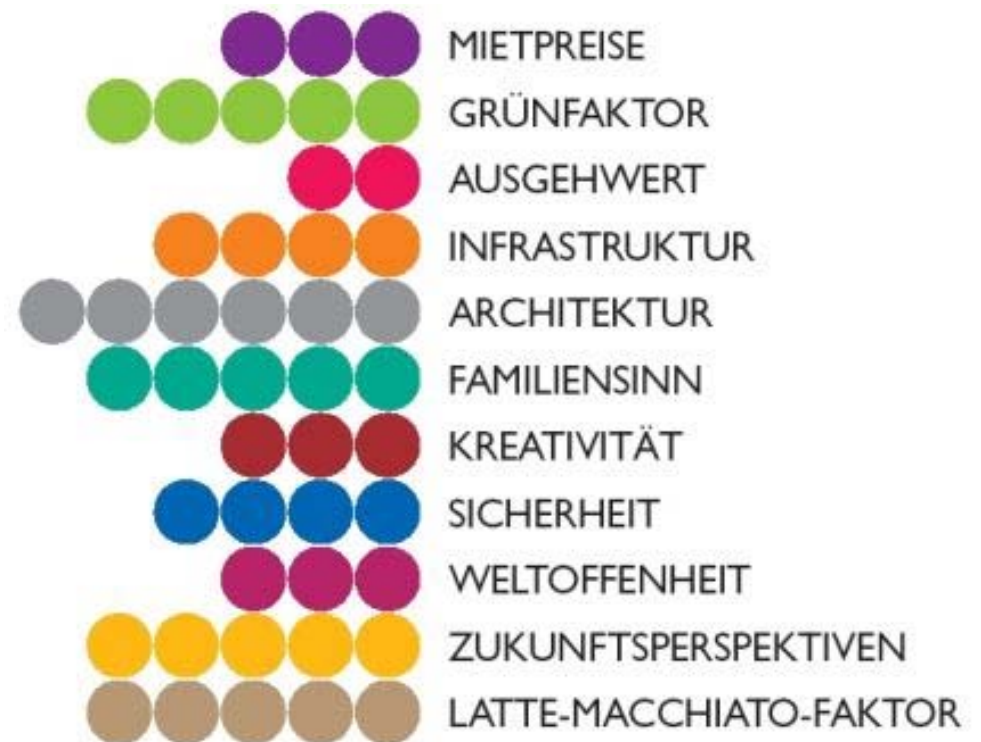 MIETPREISE
GRÜNFAKTOR
AUSGEHWERT
INFRASTRUKTUR
ARCHITEKTUR
FAMILIENSINN
KREATIVITÄT
SICHERHEIT
WELTOFFENHEIT
ZUKUNFTSPERSPEKTIVEN
LATTE-MACCHIATO-FAKTOR